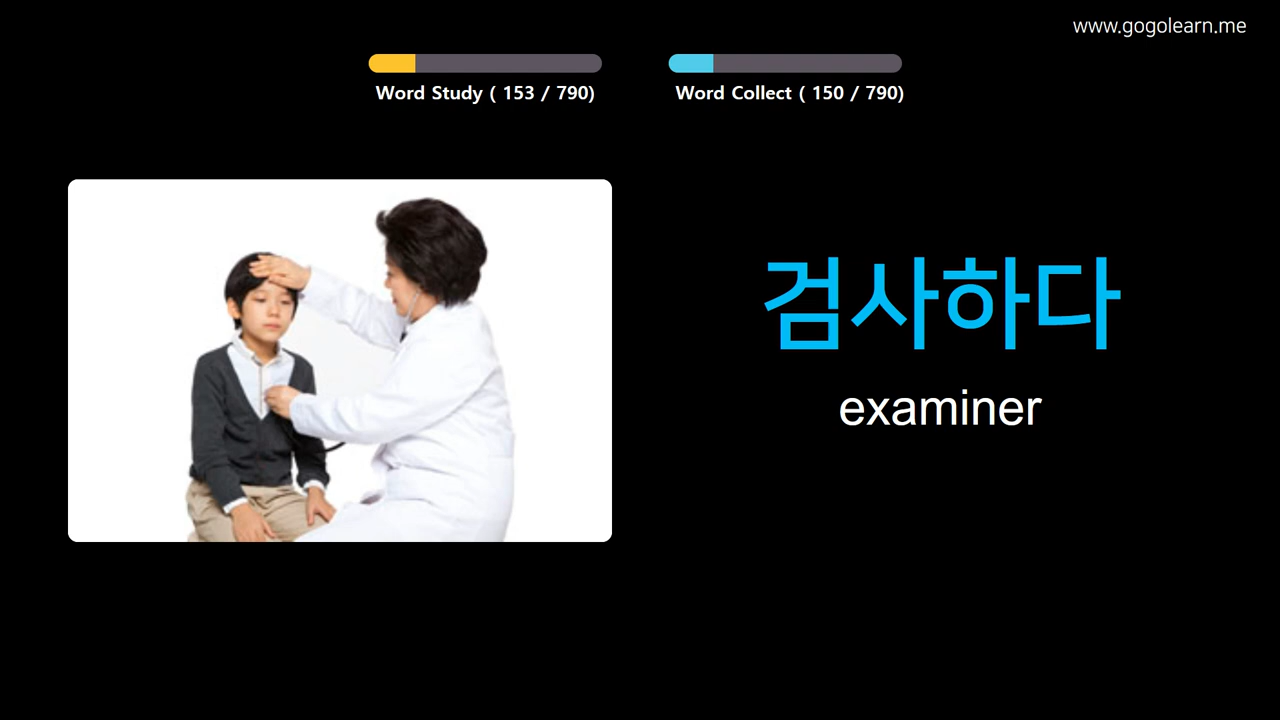 www.gogolearn.me
Word Study ( 153 / 790)
Word Collect ( 150 / 790)
검사하다
examiner